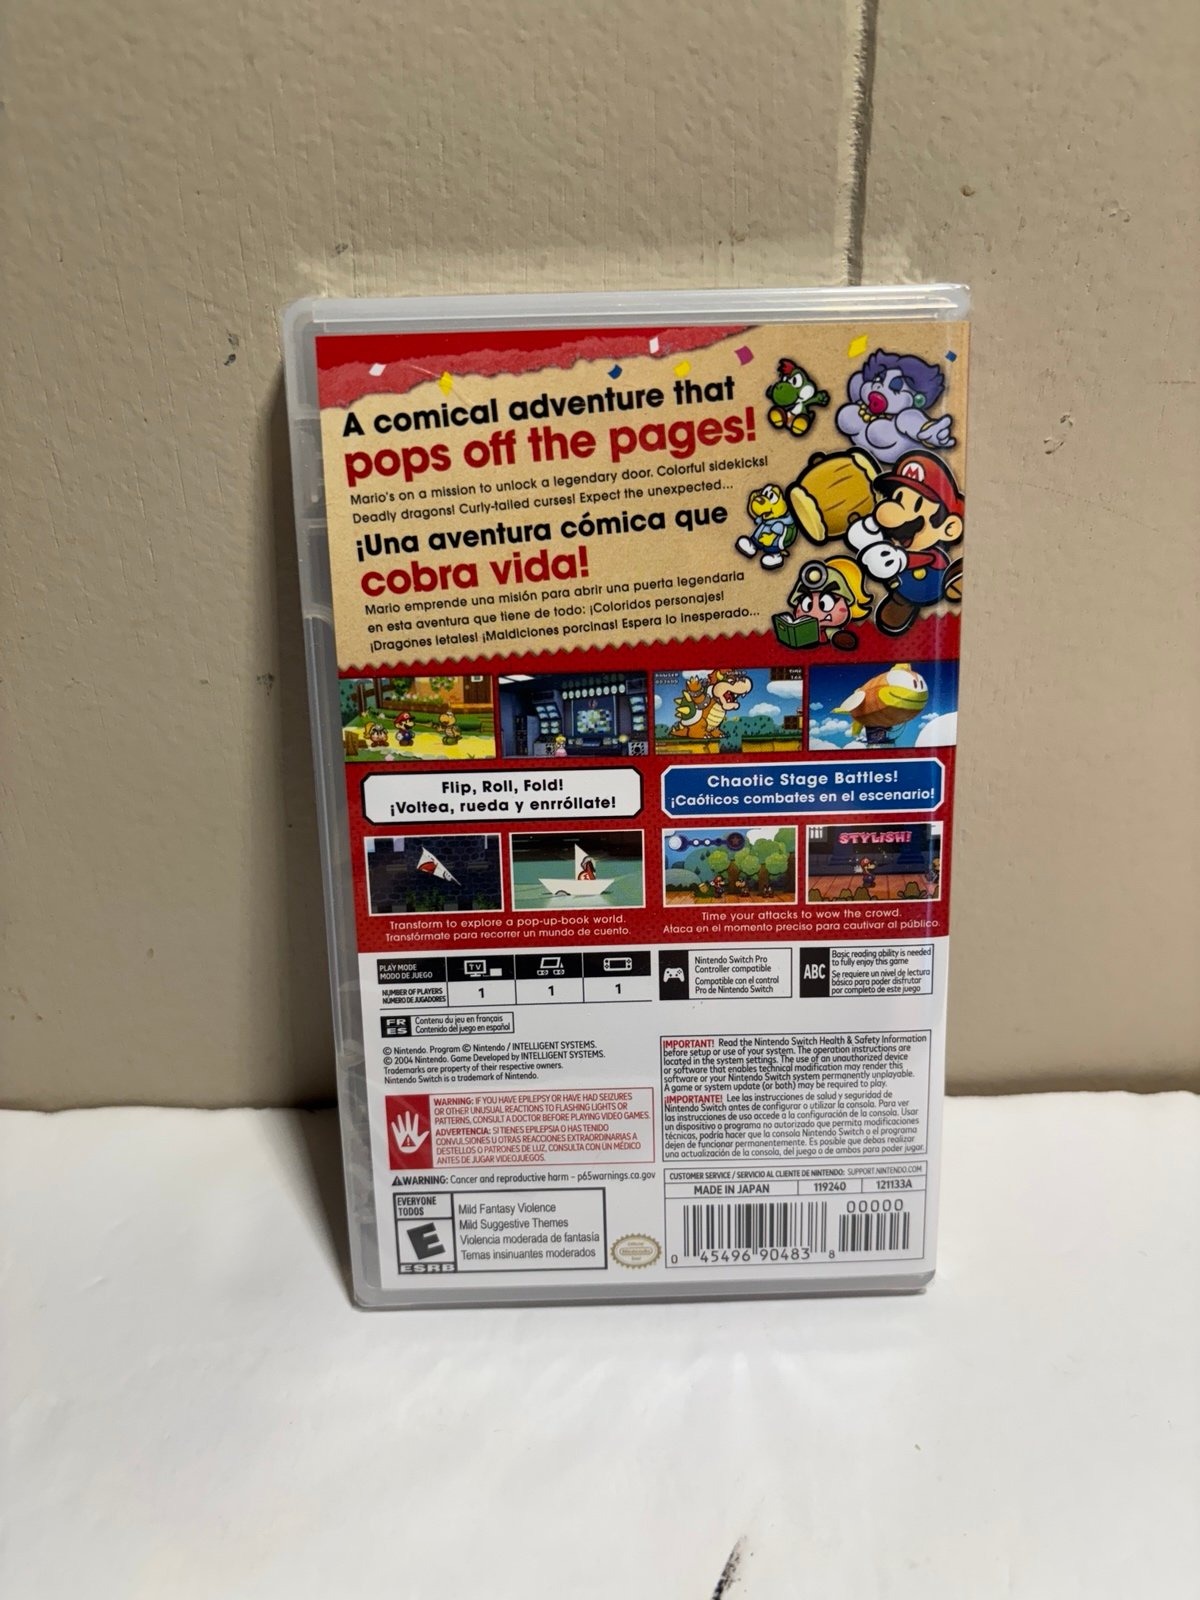 A comical adventure that
pops off the pages!
Mario's on a mission to unlock a legendary door. Colorful sidekicks!
Deadly dragons! Curly-tailed curses! Expect the unexpected...
¡Una aventura cómica que
cobra vida!
Mario emprende una misión para abrir una puerta legendaria
en esta aventura que tiene de todo: ¡Coloridos personajes!
¡Dragones letales! ¡Maldiciones porcinas! Espera lo inesperado...
Flip, Roll, Fold!
¡Voltea, rueda y enrróllate!
Chaotic Stage Battles!
¡Caóticos combates en el escenario!
STYLISH!
Transform to explore a pop-up-book world.
Transfórmate para recorrer un mundo de cuento.
Time your attacks to wow the crowd.
Ataca en el momento preciso para cautivar al público.
PLAY MODE
MODO DE JUEGO
TV
NUMBER OF PLAYERS
NÚMERO DE JUGADORES
1 1 1
Nintendo Switch Pro
Controller compatible
Compatible con el control
Pro de Nintendo Switch
ABC
Basic reading ability is needed
to fully enjoy this game
Se requiere un nivel de lectura
básico para poder disfrutar
por completo de este juego
FR
ES
Contenu du jeu en français
Contenido del juego en español
© Nintendo. Program © Nintendo / INTELLIGENT SYSTEMS.
© 2004 Nintendo. Game Developed by INTELLIGENT SYSTEMS.
Trademarks are property of their respective owners.
Nintendo Switch is a trademark of Nintendo.
WARNING: IF YOU HAVE EPILEPSY OR HAVE HAD SEIZURES
OR OTHER UNUSUAL REACTIONS TO FLASHING LIGHTS OR
PATTERNS, CONSULT A DOCTOR BEFORE PLAYING VIDEO GAMES.
ADVERTENCIA: SI TIENES EPILEPSIA O HAS TENIDO
CONVULSIONES U OTRAS REACCIONES EXTRAORDINARIAS A
DESTELLOS O PATRONES DE LUZ, CONSULTA CON UN MÉDICO
ANTES DE JUGAR VIDEOJUEGOS.
WARNING: Cancer and reproductive harm – p65warnings.ca.gov
IMPORTANT! Read the Nintendo Switch Health & Safety Information
before setup or use of your system. The operation instructions are
located in the system settings. The use of an unauthorized device
or software that enables technical modification may render this
software or your Nintendo Switch system permanently unplayable.
A game or system update (or both) may be required to play.
¡IMPORTANTE! Lee las instrucciones de salud y seguridad de
Nintendo Switch antes de configurar o utilizar la consola. Para ver
las instrucciones de uso accede a la configuración de la consola. Usar
un dispositivo o programa no autorizado que permita modificaciones
técnicas, podría hacer que la consola Nintendo Switch o el programa
dejen de funcionar permanentemente. Es posible que debas realizar
una actualización de la consola, del juego o de ambos para poder jugar.
CUSTOMER SERVICE / SERVICIO AL CLIENTE DE NINTENDO: SUPPORT.NINTENDO.COM
MADE IN JAPAN 119240 121133A
EVERYONE
TODOS
E
ESRB
Mild Fantasy Violence
Mild Suggestive Themes
Violencia moderada de fantasía
Temas insinuantes moderados
Official
Nintendo
Seal
00000
0 45496 90483 8